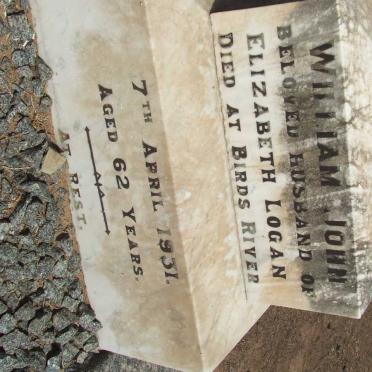 WILLIAM JOHN
BELOVED HUSBAND OF
ELIZABETH LOGAN
DIED AT BIRDS RIVER
7TH APRIL 1931.
AGED 62 YEARS.
AT REST.